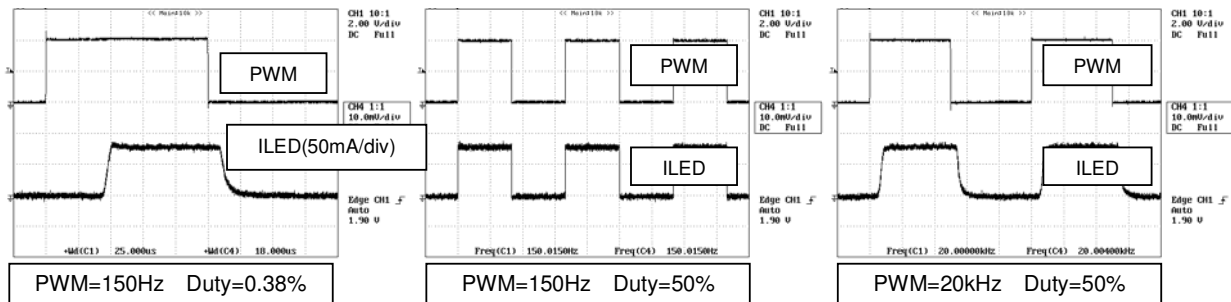 << Main:10k >>
CH1 10:1
2.00 V/div
DC Full
PWM
CH4 1:1
10.0mV/div
DC Full
ILED(50mA/div)
Edge CH1
Auto
1.90 V
+Wd(C1) 25.000us +Wd(C4) 18.000us
PWM=150Hz Duty=0.38%
<< Main:10k >>
CH1 10:1
2.00 V/div
DC Full
PWM
CH4 1:1
10.0mV/div
DC Full
ILED
Edge CH1
Auto
1.90 V
Freq(C1) 150.0150Hz Freq(C4) 150.0150Hz
PWM=150Hz Duty=50%
<< Main:10k >>
CH1 10:1
2.00 V/div
DC Full
PWM
CH4 1:1
10.0mV/div
DC Full
ILED
Edge CH1
Auto
1.90 V
Freq(C1) 20.00000kHz Freq(C4) 20.00400kHz
PWM=20kHz Duty=50%